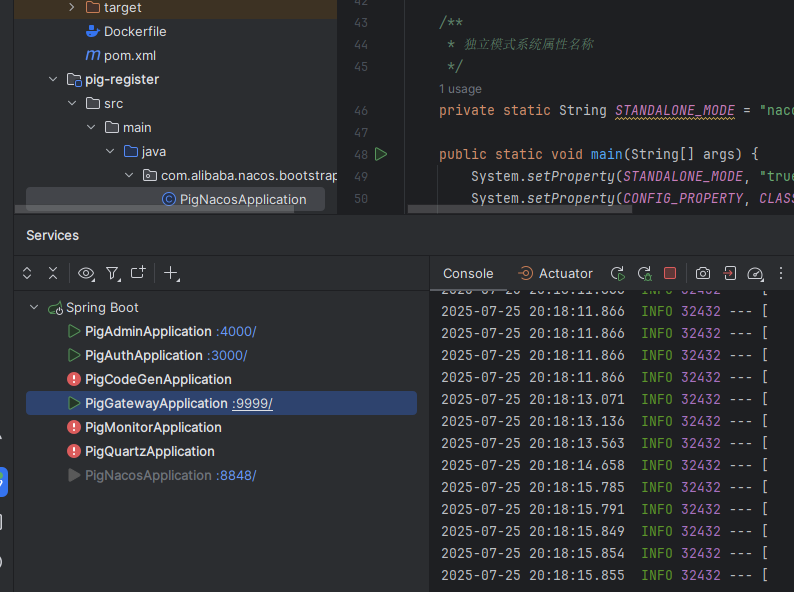 target
Dockerfile
pom.xml
pig-register
src
main
java
com.alibaba.nacos.bootstrap
PigNacosApplication
42
43 /**
44 * 独立模式系统属性名称
45 */
1 usage
46 private static String STANDALONE_MODE = "naco
47
48 public static void main(String[] args) {
49 System.setProperty(STANDALONE_MODE, "true
50 System.setProperty(CONFIG_PROPERTY, CLASS
Services
Console Actuator
Spring Boot
PigAdminApplication :4000/
PigAuthApplication :3000/
PigCodeGenApplication
PigGatewayApplication :9999/
PigMonitorApplication
PigQuartzApplication
PigNacosApplication :8848/
2025-07-25 20:18:11.866 INFO 32432 --- [
2025-07-25 20:18:11.866 INFO 32432 --- [
2025-07-25 20:18:11.866 INFO 32432 --- [
2025-07-25 20:18:11.866 INFO 32432 --- [
2025-07-25 20:18:13.071 INFO 32432 --- [
2025-07-25 20:18:13.136 INFO 32432 --- [
2025-07-25 20:18:13.563 INFO 32432 --- [
2025-07-25 20:18:14.658 INFO 32432 --- [
2025-07-25 20:18:15.785 INFO 32432 --- [
2025-07-25 20:18:15.791 INFO 32432 --- [
2025-07-25 20:18:15.849 INFO 32432 --- [
2025-07-25 20:18:15.854 INFO 32432 --- [
2025-07-25 20:18:15.855 INFO 32432 --- [